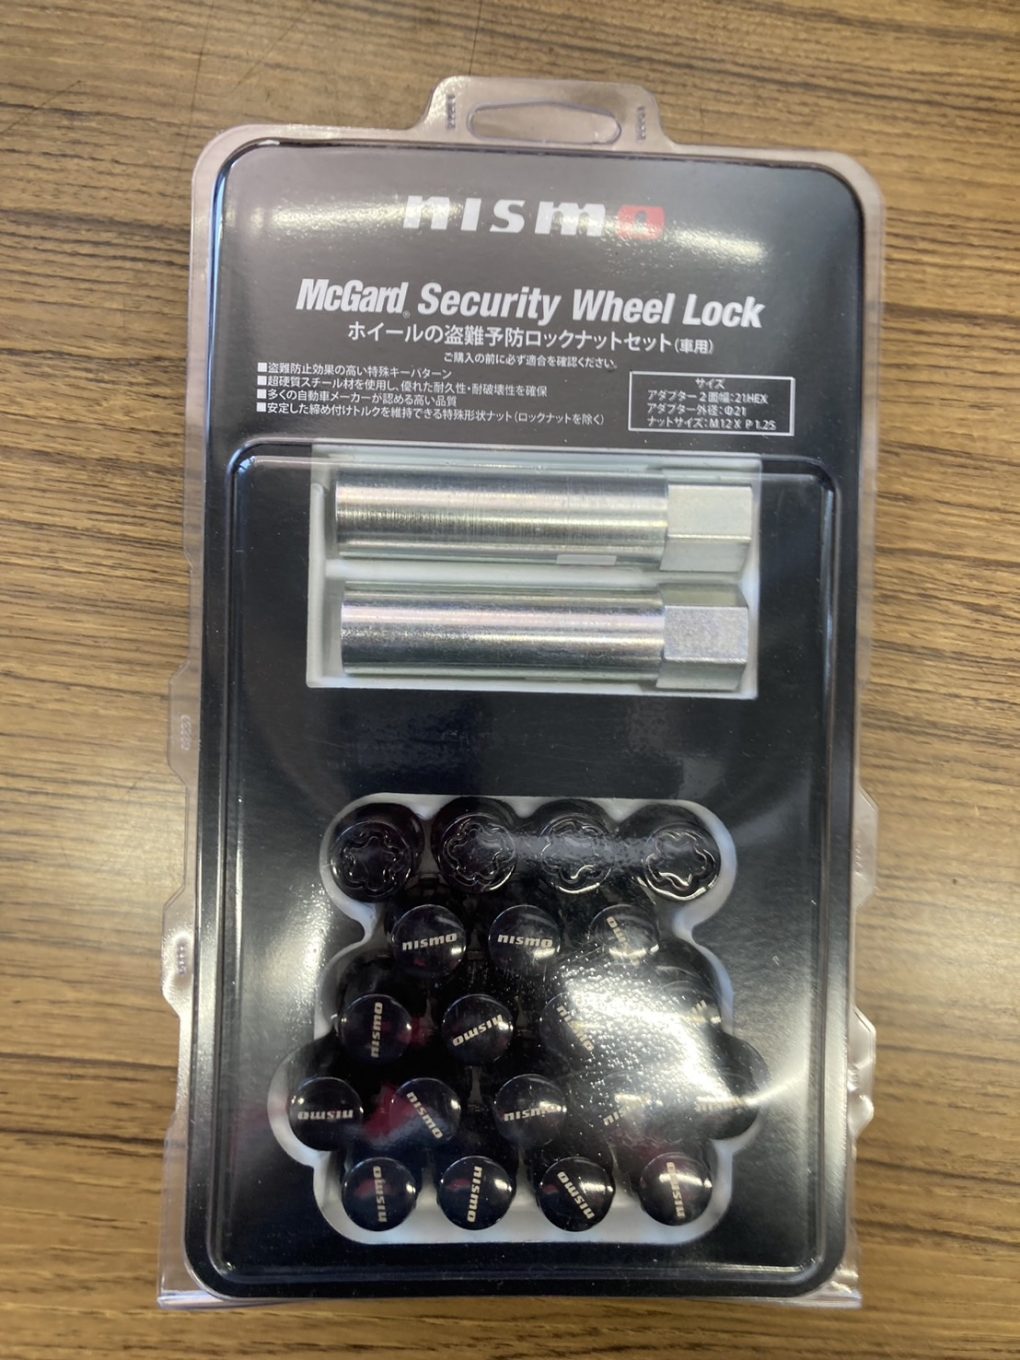 nismo
McGard® Security Wheel Lock
ホイールの盗難予防ロックナットセット(車用)
ご購入の前に必ず適合を確認ください。
■盗難防止効果の高い特殊キーパターン
■超硬質スチール材を使用し、優れた耐久性・耐破壊性を確保
■多くの自動車メーカーが認める高い品質
■安定した締め付けトルクを維持できる特殊形状ナット(ロックナットを除く)
サイズ
アダプター2面幅:21HEX
アダプター外径:Φ21
ナットサイズ:M12 X P1.25
nismo
nismo
nismo
nismo
nismo
nismo
nismo
nismo
nismo
nismo
nismo
nismo
nismo